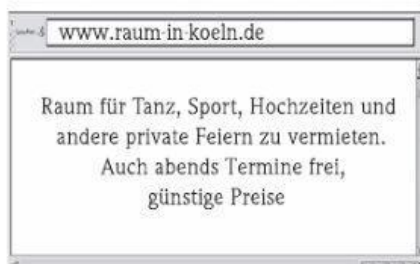 www.raum-in-koeln.de
Raum für Tanz, Sport, Hochzeiten und
andere private Feiern zu vermieten.
Auch abends Termine frei,
günstige Preise